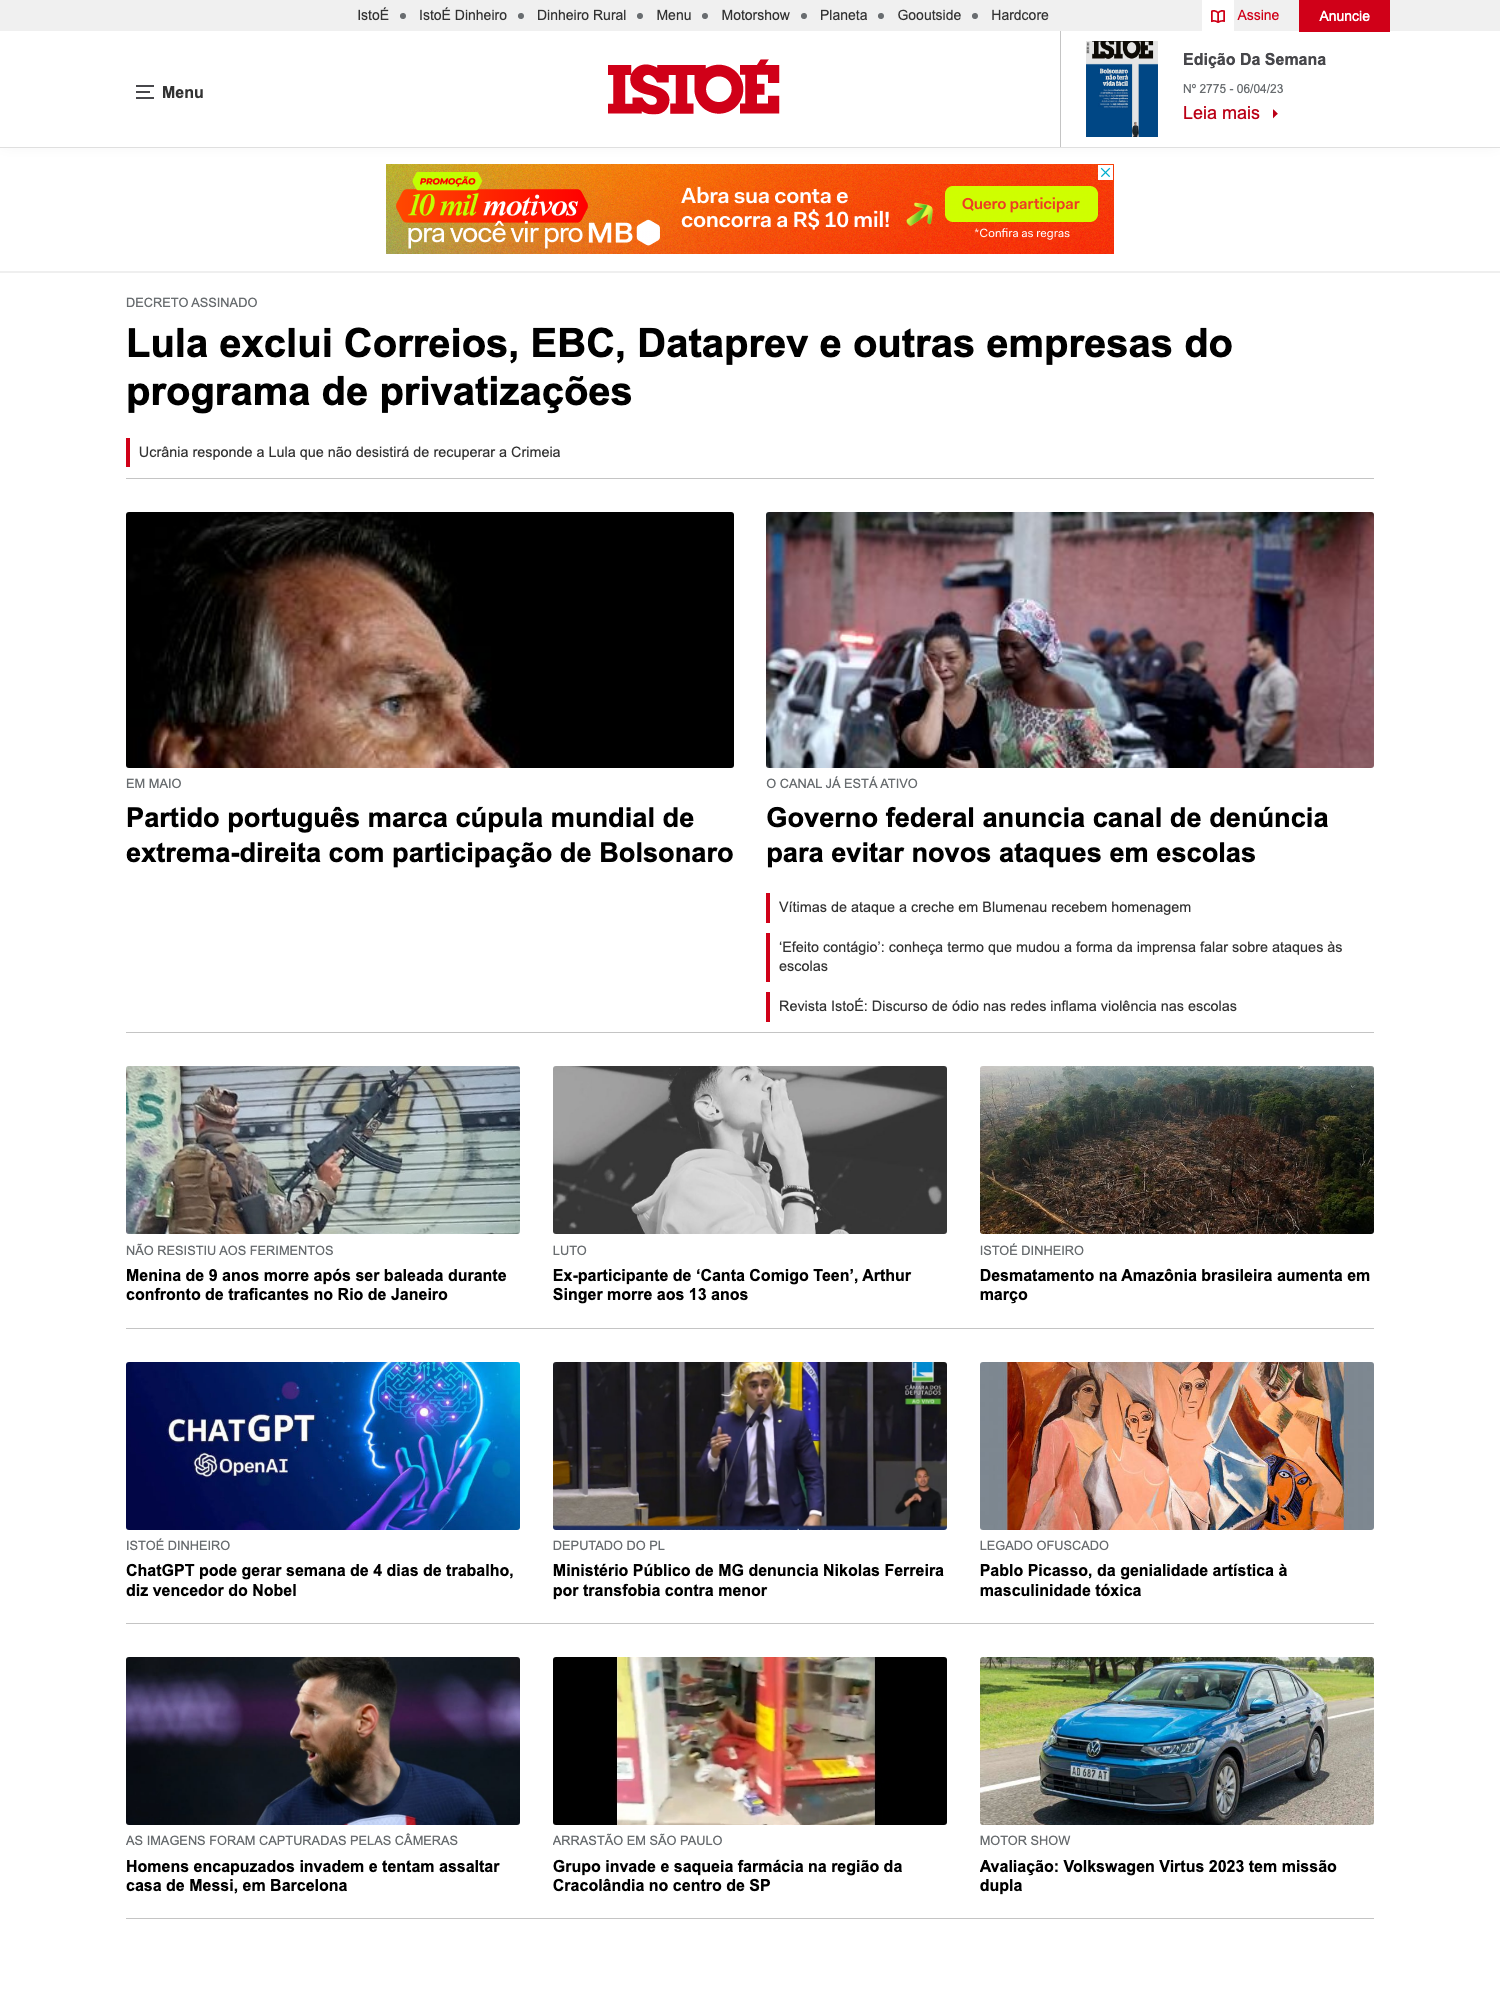 IstoÉ • IstoÉ Dinheiro • Dinheiro Rural • Menu • Motorshow • Planeta • Gooutside • Hardcore
Assine
Anuncie
Menu
ISTOÉ
ISTOÉ
Bolsonaro
não terá
vida fácil
Edição Da Semana
Nº 2775 - 06/04/23
Leia mais
PROMOÇÃO
10 mil motivos
pra você vir pro MB
Abra sua conta e
concorra a R$ 10 mil!
Quero participar
*Confira as regras
DECRETO ASSINADO
Lula exclui Correios, EBC, Dataprev e outras empresas do
programa de privatizações
Ucrânia responde a Lula que não desistirá de recuperar a Crimeia
EM MAIO
Partido português marca cúpula mundial de
extrema-direita com participação de Bolsonaro
O CANAL JÁ ESTÁ ATIVO
Governo federal anuncia canal de denúncia
para evitar novos ataques em escolas
Vítimas de ataque a creche em Blumenau recebem homenagem
‘Efeito contágio’: conheça termo que mudou a forma da imprensa falar sobre ataques às
escolas
Revista IstoÉ: Discurso de ódio nas redes inflama violência nas escolas
NÃO RESISTIU AOS FERIMENTOS
Menina de 9 anos morre após ser baleada durante
confronto de traficantes no Rio de Janeiro
LUTO
Ex-participante de ‘Canta Comigo Teen’, Arthur
Singer morre aos 13 anos
ISTOÉ DINHEIRO
Desmatamento na Amazônia brasileira aumenta em
março
CHATGPT
OpenAI
ISTOÉ DINHEIRO
ChatGPT pode gerar semana de 4 dias de trabalho,
diz vencedor do Nobel
CÂMARA DOS
DEPUTADOS
AO VIVO
DEPUTADO DO PL
Ministério Público de MG denuncia Nikolas Ferreira
por transfobia contra menor
LEGADO OFUSCADO
Pablo Picasso, da genialidade artística à
masculinidade tóxica
AS IMAGENS FORAM CAPTURADAS PELAS CÂMERAS
Homens encapuzados invadem e tentam assaltar
casa de Messi, em Barcelona
ARRASTÃO EM SÃO PAULO
Grupo invade e saqueia farmácia na região da
Cracolândia no centro de SP
AD 687 AT
MOTOR SHOW
Avaliação: Volkswagen Virtus 2023 tem missão
dupla